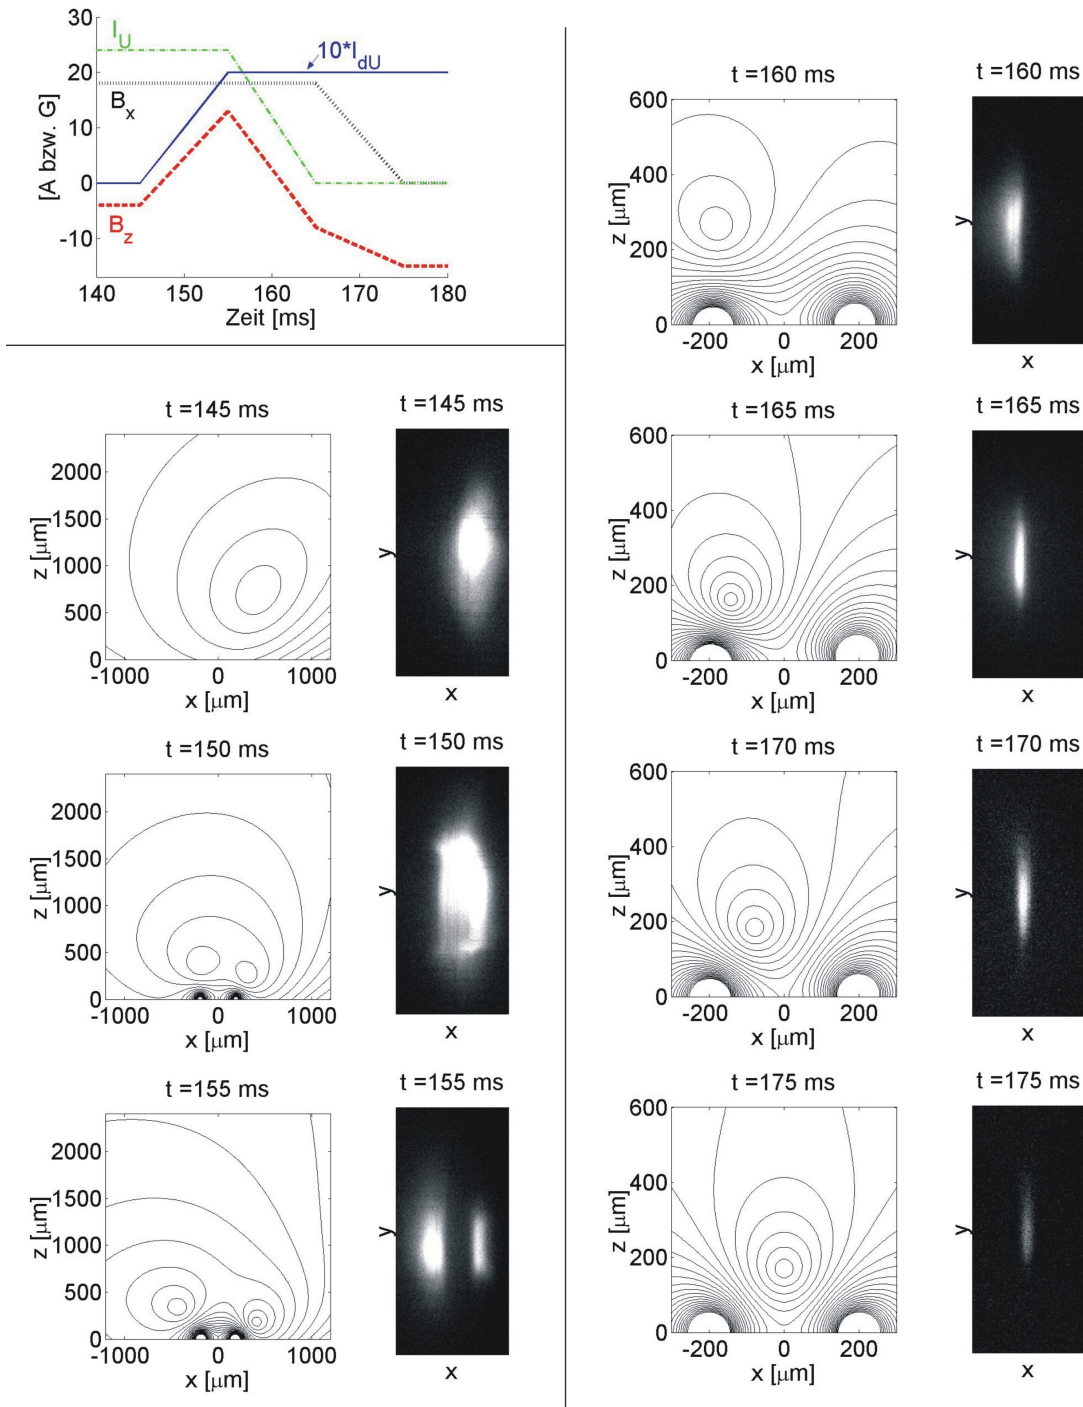 30
20
10
0
-10
[A bzw. G]
I_U
10*I_dU
B_x
B_z
140 150 160 170 180
Zeit [ms]
t =145 ms
t =145 ms
2000
1500
1000
500
0
z [μm]
-1000 0 1000
x [μm]
y
x
t =150 ms
t =150 ms
2000
1500
1000
500
0
z [μm]
-1000 0 1000
x [μm]
y
x
t =155 ms
t =155 ms
2000
1500
1000
500
0
z [μm]
-1000 0 1000
x [μm]
y
x
t =160 ms
t =160 ms
600
400
200
0
z [μm]
-200 0 200
x [μm]
y
x
t =165 ms
t =165 ms
600
400
200
0
z [μm]
-200 0 200
x [μm]
y
x
t =170 ms
t =170 ms
600
400
200
0
z [μm]
-200 0 200
x [μm]
y
x
t =175 ms
t =175 ms
600
400
200
0
z [μm]
-200 0 200
x [μm]
y
x